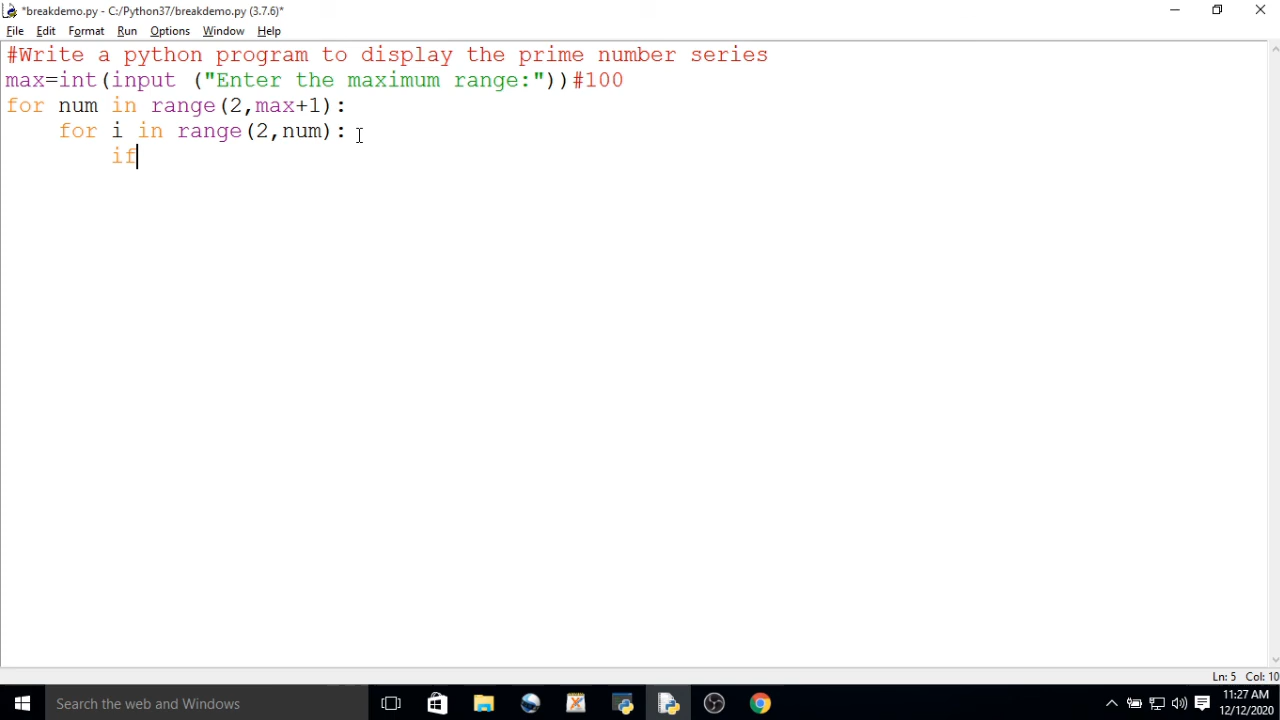 *breakdemo.py - C:/Python37/breakdemo.py (3.7.6)*
File Edit Format Run Options Window Help
#Write a python program to display the prime number series
max=int(input ("Enter the maximum range:"))#100
for num in range(2,max+1):
    for i in range(2,num):
        if
Ln: 5 Col: 10
Search the web and Windows
11:27 AM
12/12/2020